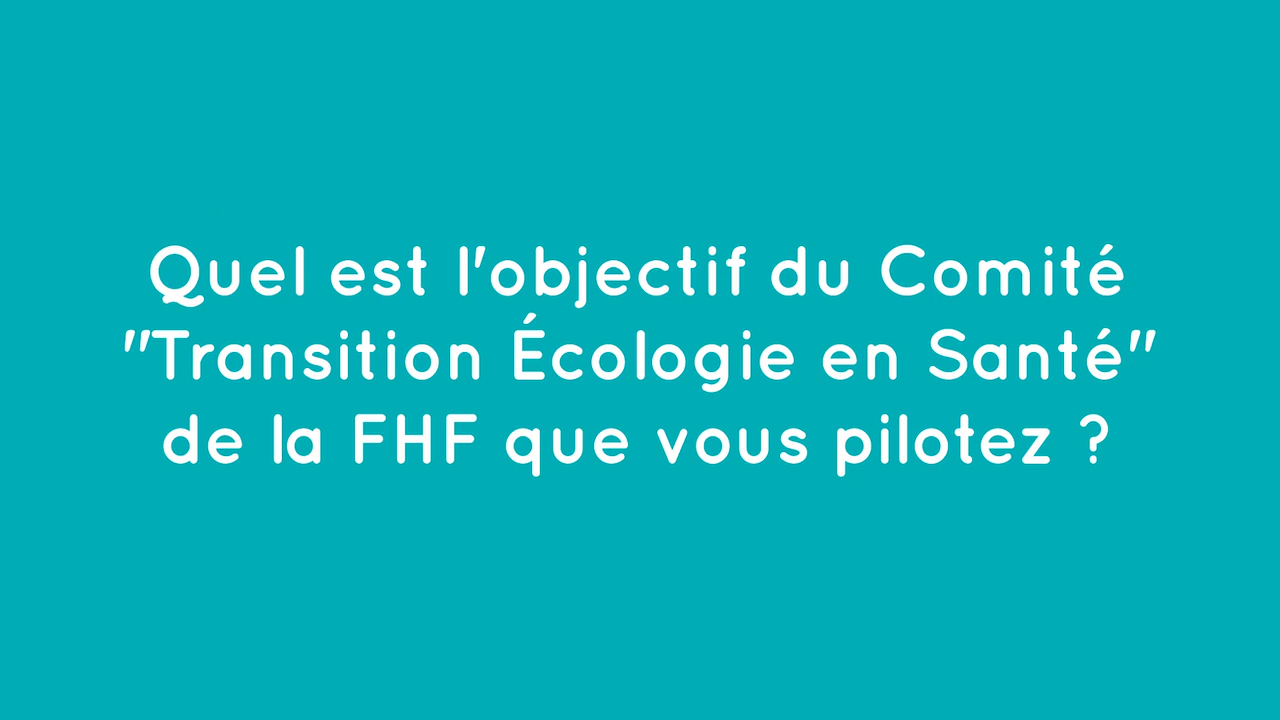 Quel est l'objectif du Comité
"Transition Écologie en Santé"
de la FHF que vous pilotez ?